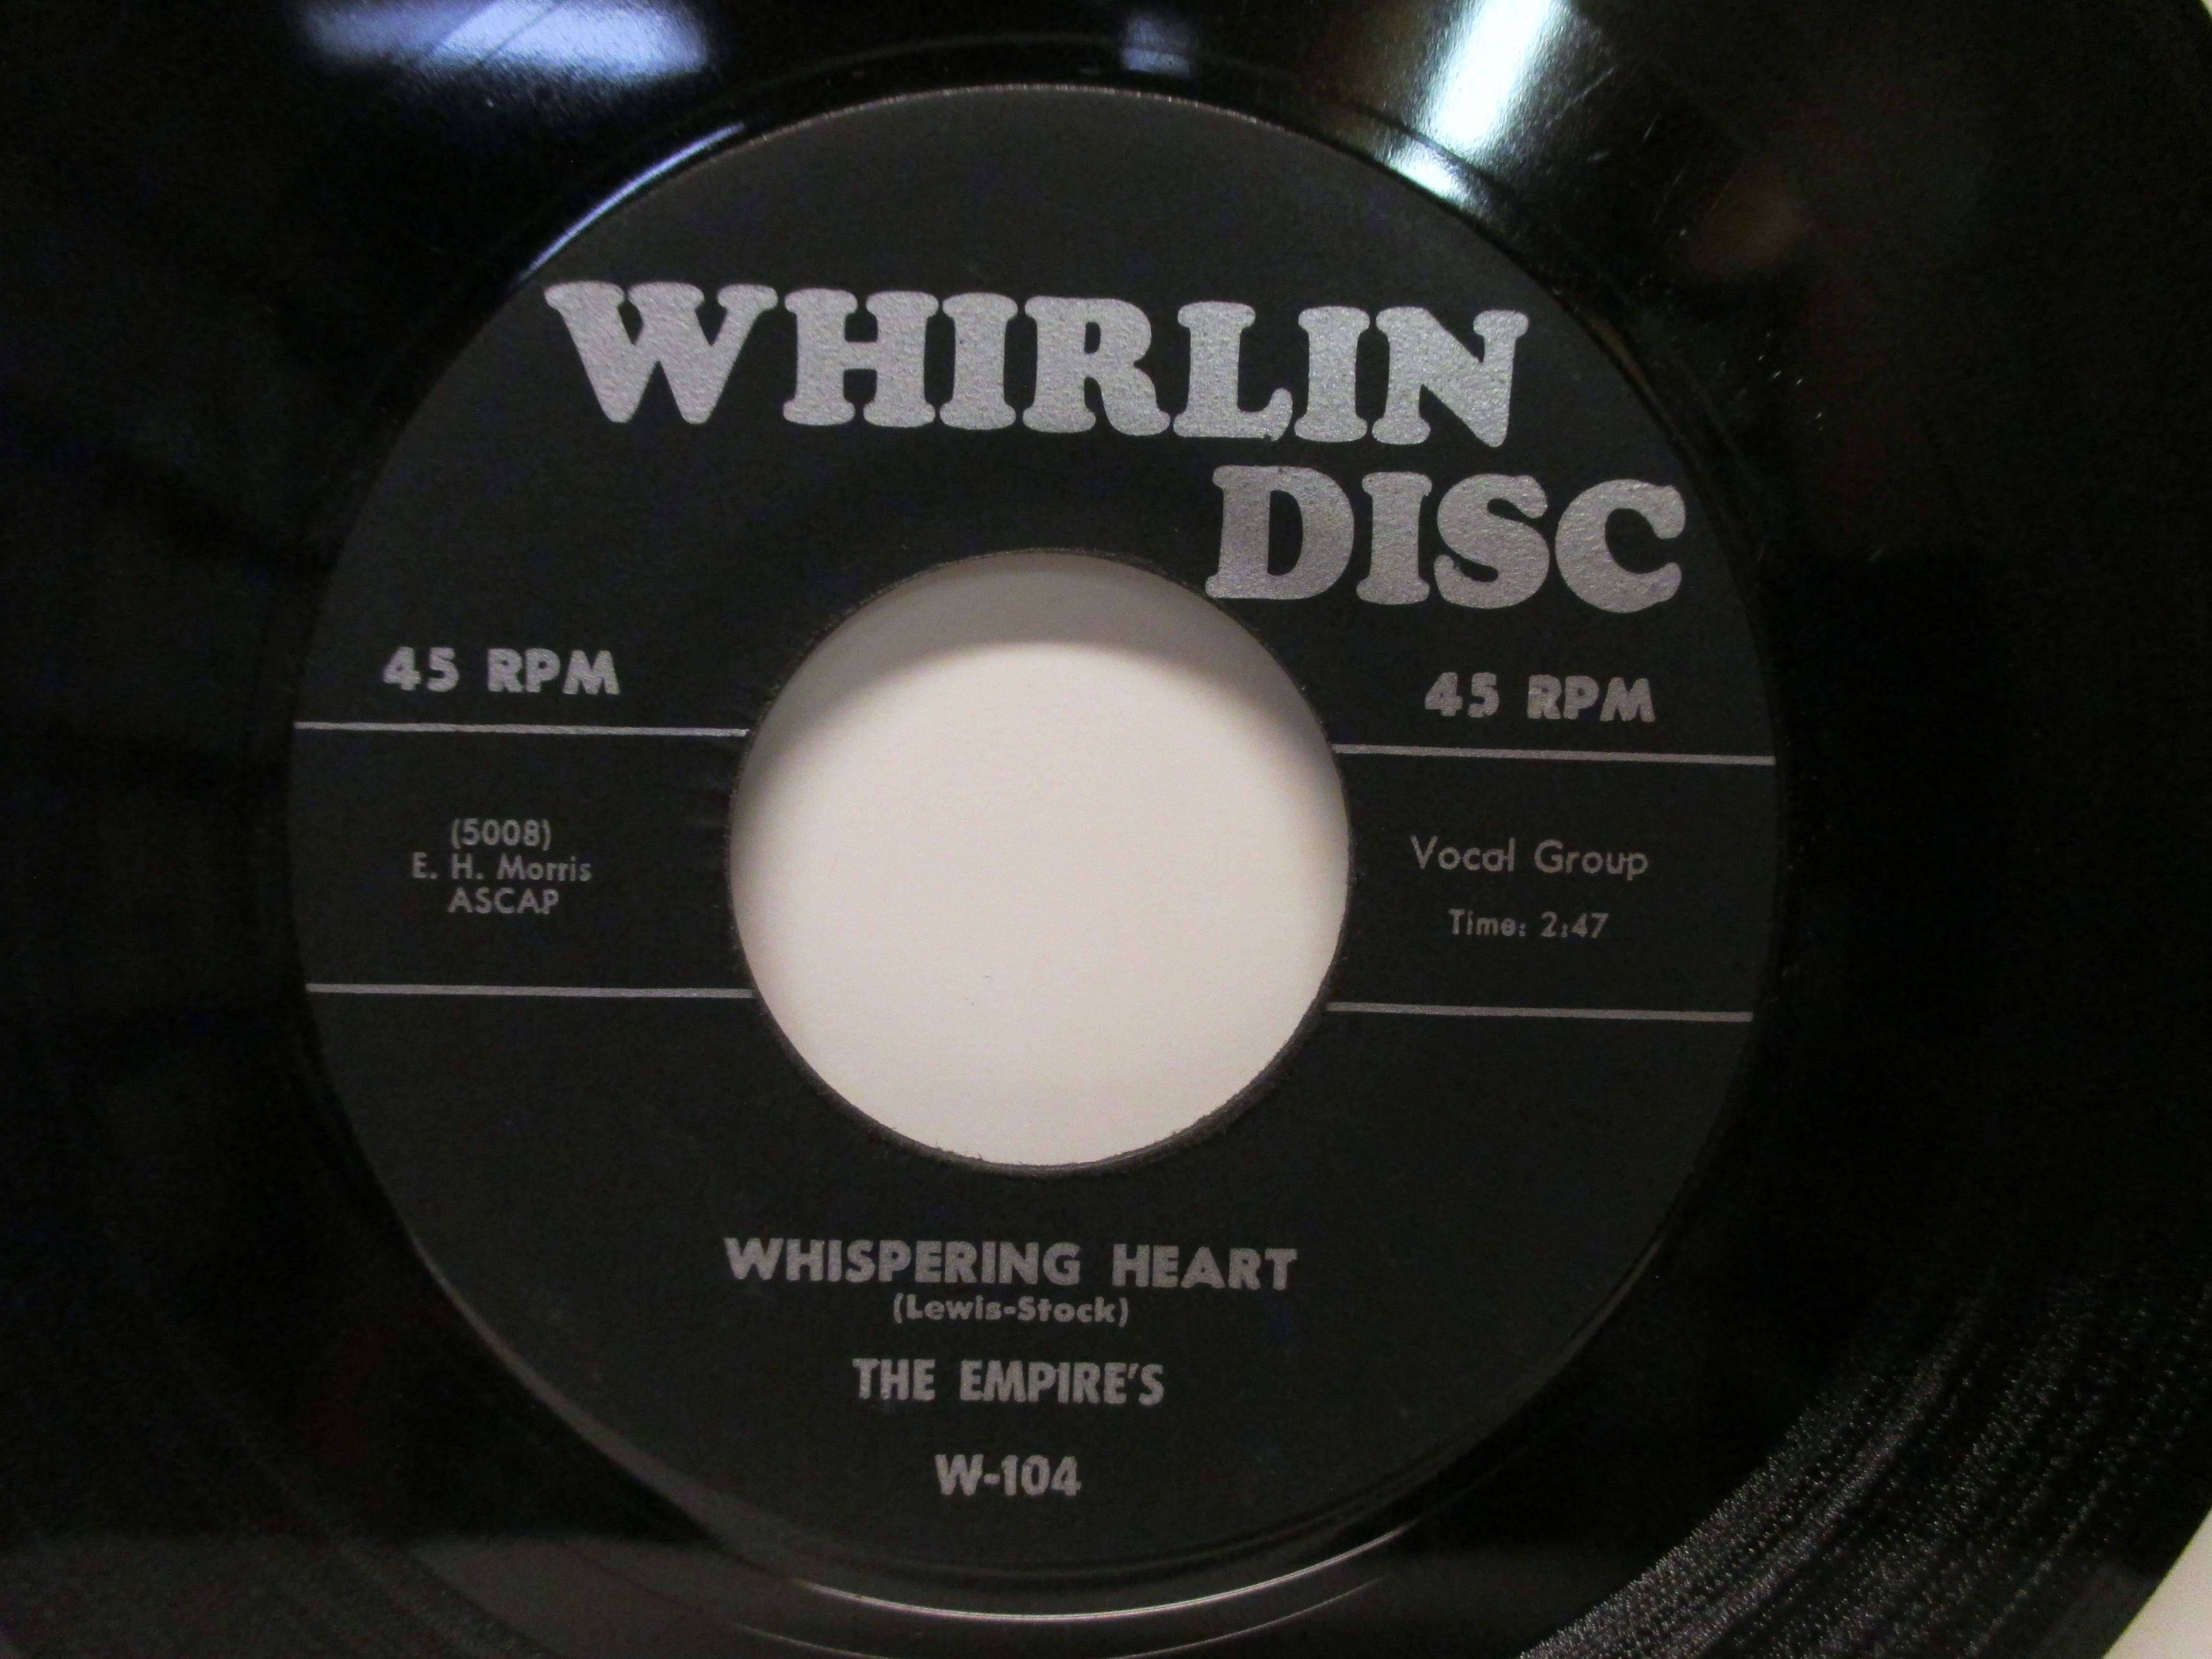 WHIRLIN
DISC
45 RPM
45 RPM
(5008)
E. H. Morris
ASCAP
Vocal Group
Time: 2:47
WHISPERING HEART
(Lewis-Stock)
THE EMPIRE'S
W-104